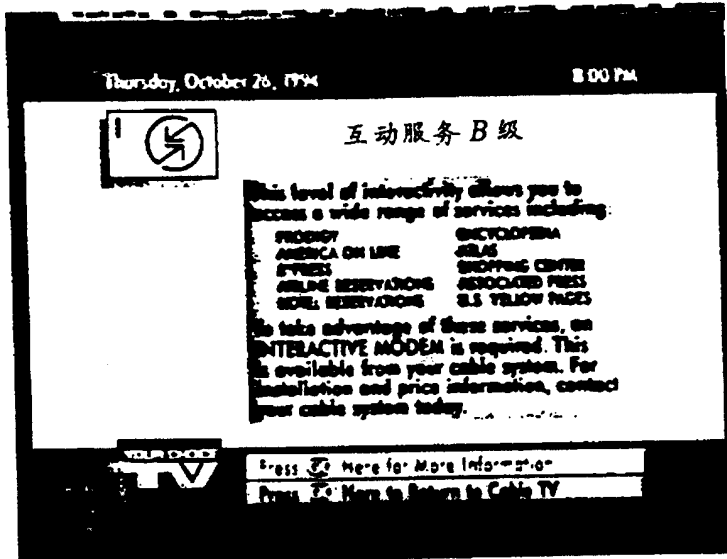 Thursday, October 26, 1994 8:00 PM
互动服务 B 级
This level of interactivity allows you to
access a wide range of services including:
PRODIGY ENCYCLOPEDIA
AMERICA ON LINE ATLAS
X*PRESS SHOPPING CENTER
AIRLINE RESERVATIONS ASSOCIATED PRESS
HOTEL RESERVATIONS U.S. YELLOW PAGES
To take advantage of these services, an
INTERACTIVE MODEM is required. This
is available from your cable system. For
installation and price information, contact
your cable system today.
YOUR CHOICE
TV
Press Here for More Information
Press Here to Return to Cable TV